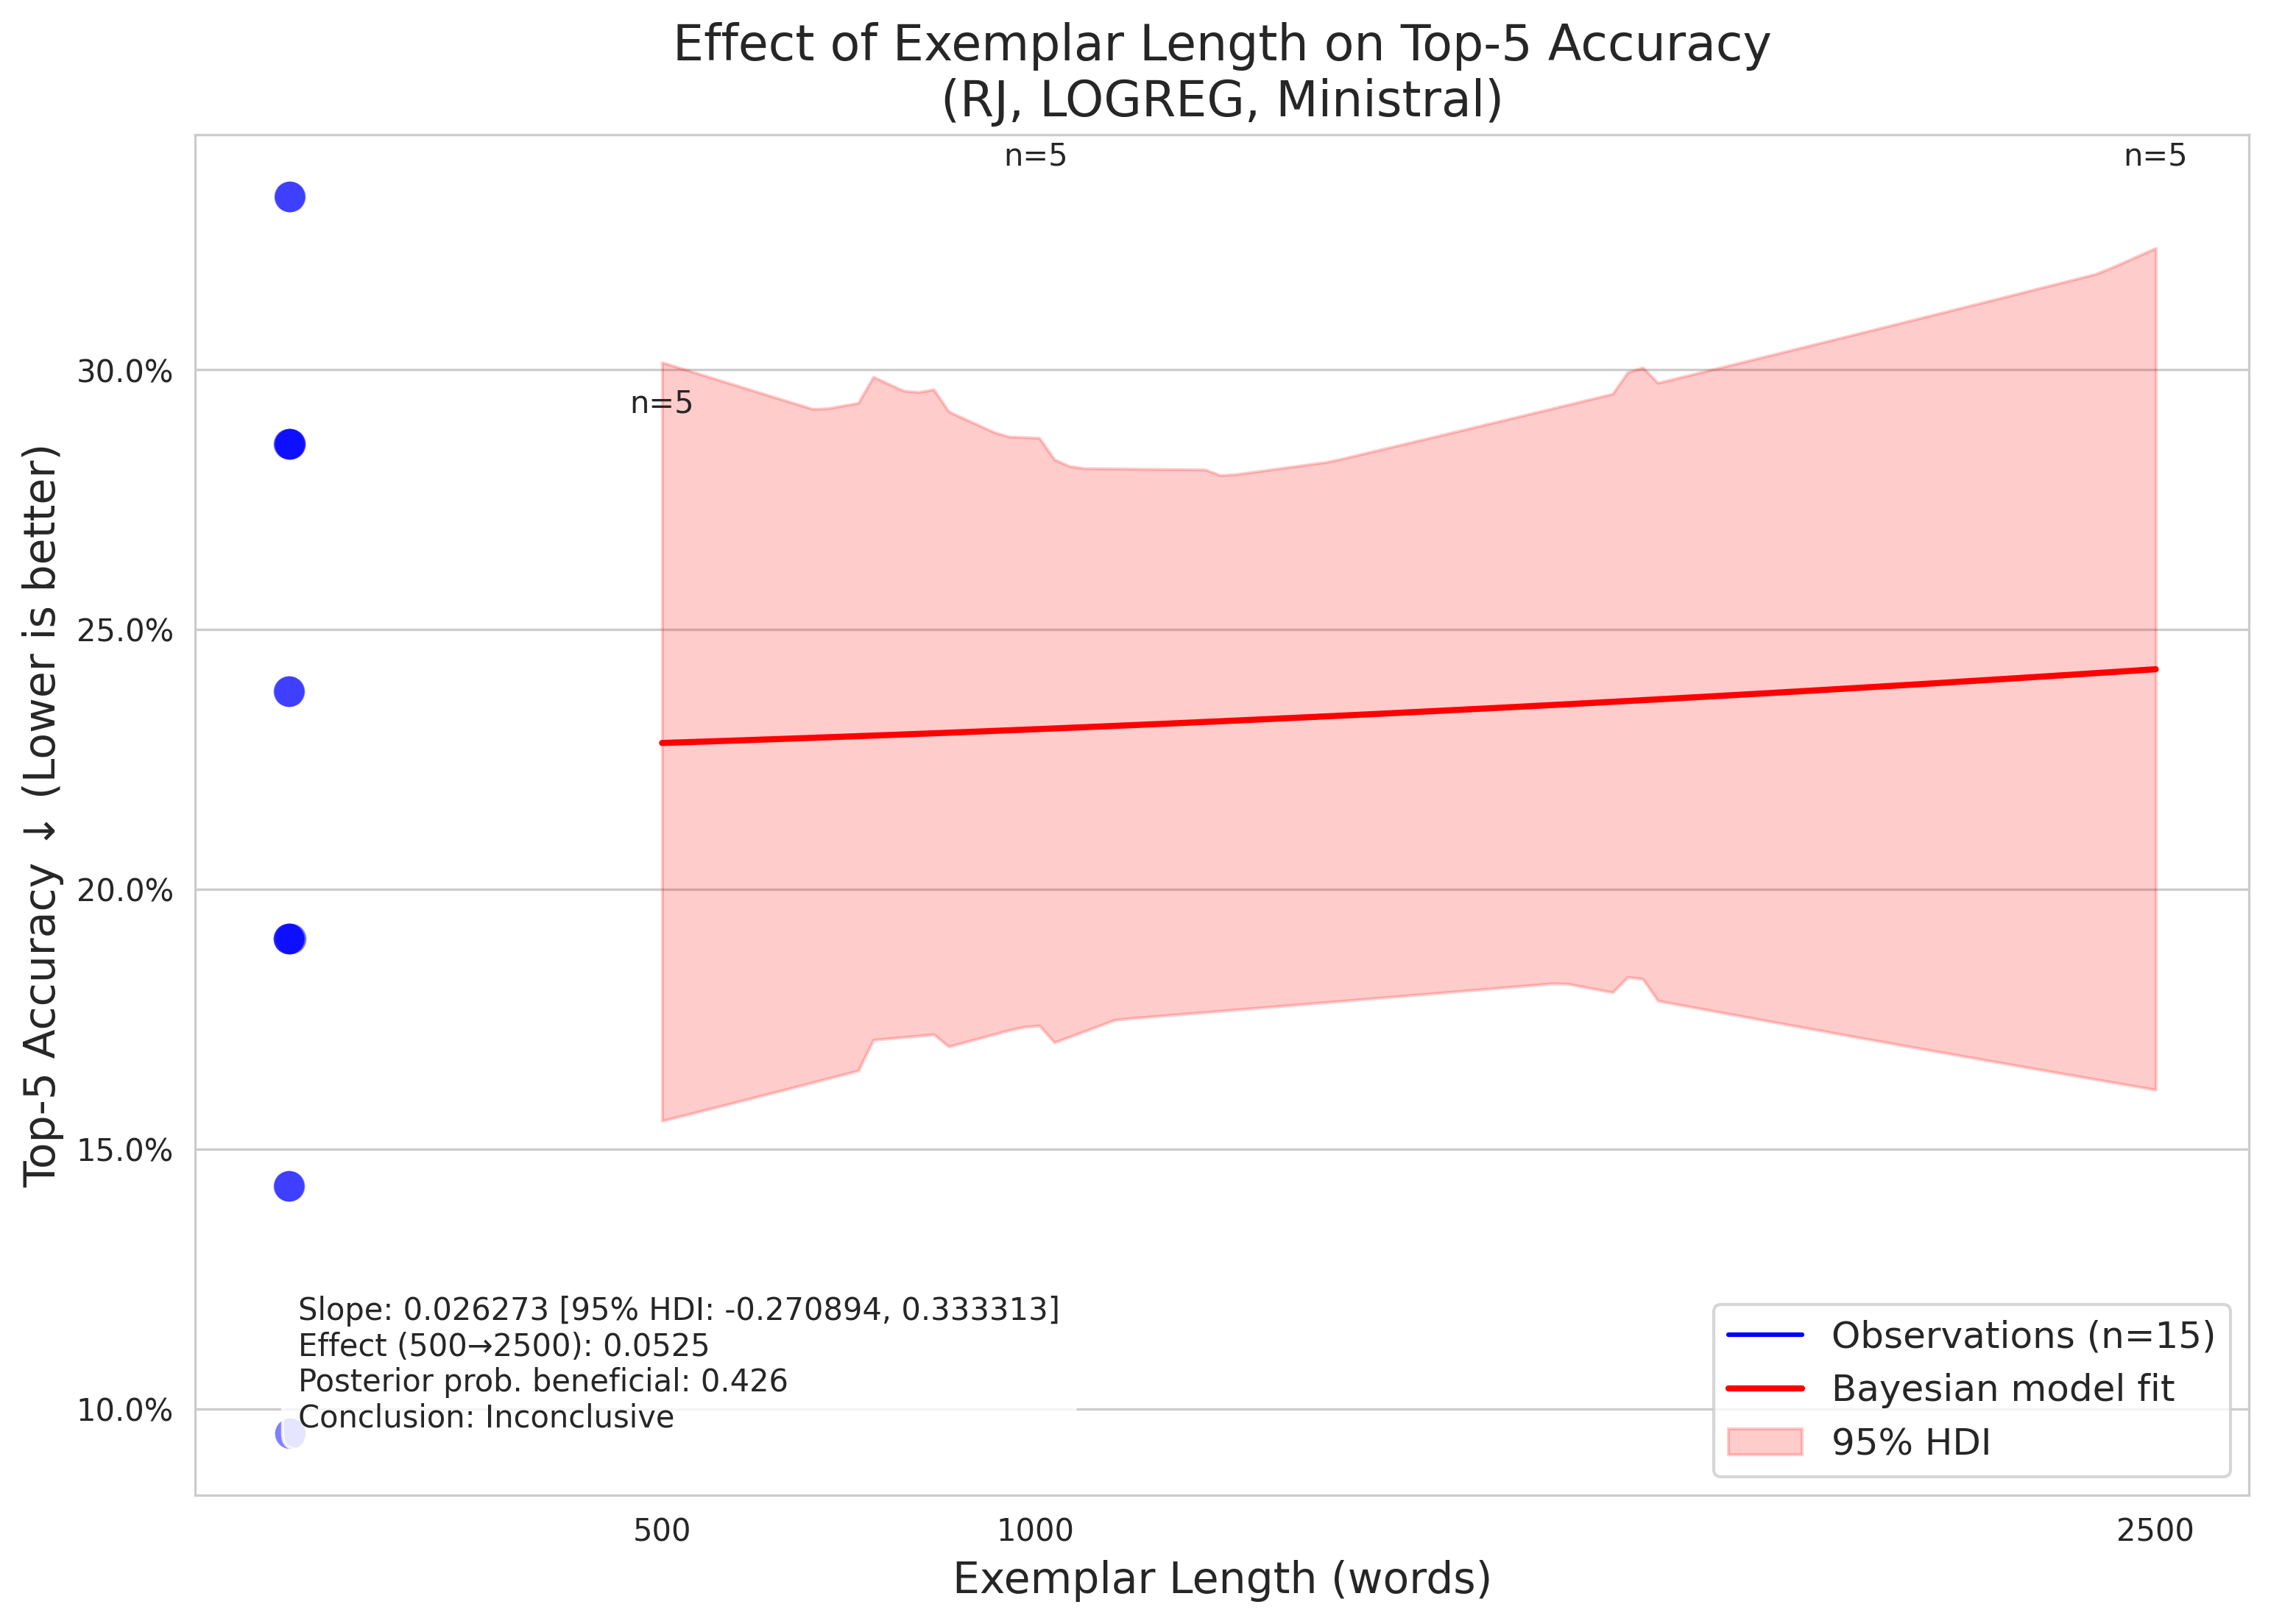 Effect of Exemplar Length on Top-5 Accuracy
(RJ, LOGREG, Ministral)
n=5
n=5
n=5
Top-5 Accuracy ↓ (Lower is better)
30.0%
25.0%
20.0%
15.0%
10.0%
Slope: 0.026273 [95% HDI: -0.270894, 0.333313]
Effect (500→2500): 0.0525
Posterior prob. beneficial: 0.426
Conclusion: Inconclusive
Observations (n=15)
Bayesian model fit
95% HDI
500
1000
2500
Exemplar Length (words)